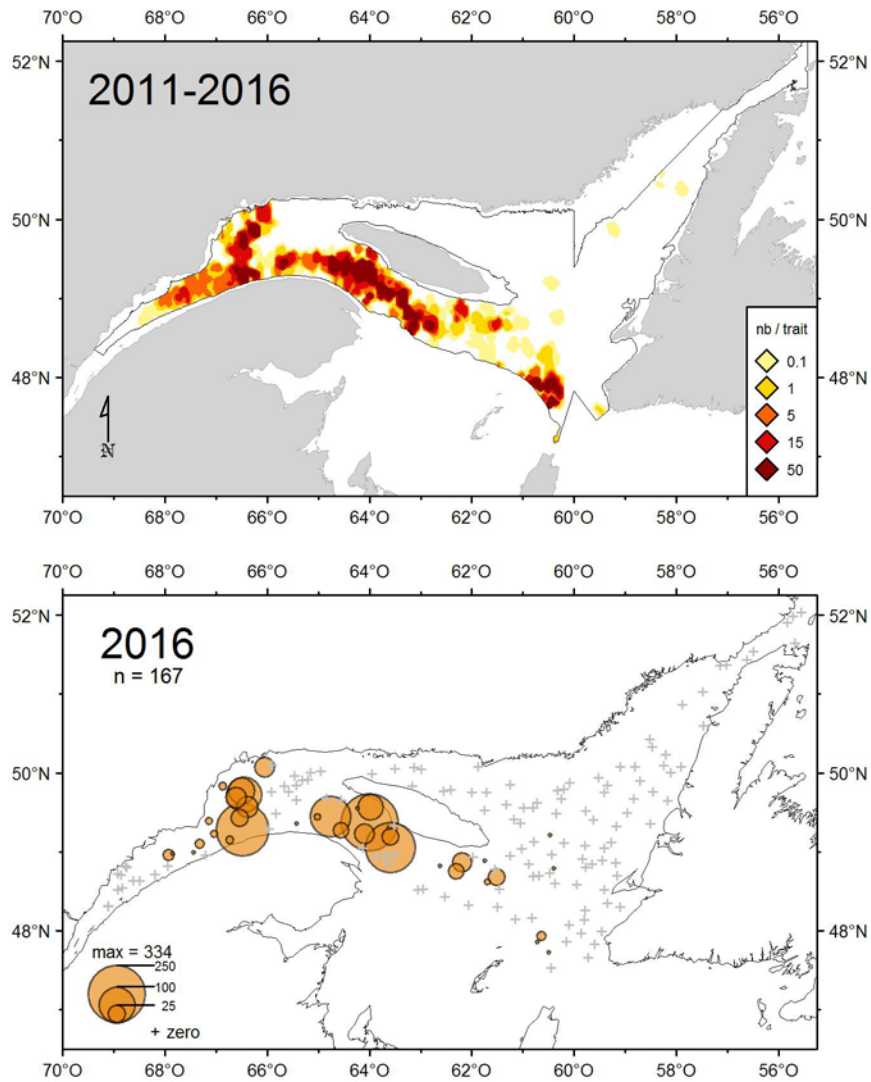 70°O 68°O 66°O 64°O 62°O 60°O 58°O 56°O
52°N 52°N
2011-2016
50°N 50°N
nb / trait
0.1
48°N 48°N
1
5
15
N
50
70°O 68°O 66°O 64°O 62°O 60°O 58°O 56°O
70°O 68°O 66°O 64°O 62°O 60°O 58°O 56°O
52°N 52°N
2016
n = 167
50°N 50°N
48°N 48°N
max = 334
250
100
25
+ zero
70°O 68°O 66°O 64°O 62°O 60°O 58°O 56°O